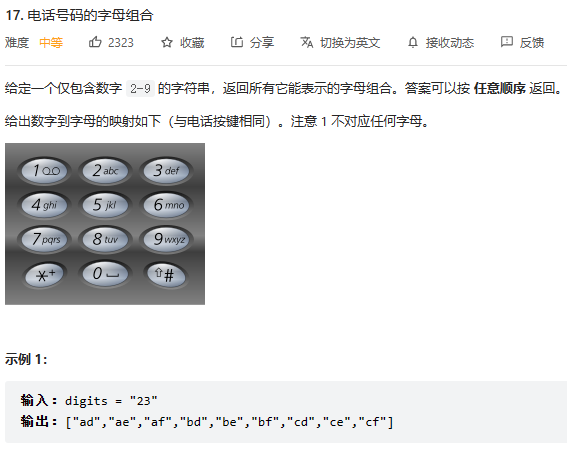 17. 电话号码的字母组合
难度 中等 2323 收藏 分享 切换为英文 接收动态 反馈
给定一个仅包含数字 2-9 的字符串，返回所有它能表示的字母组合。答案可以按 任意顺序 返回。
给出数字到字母的映射如下（与电话按键相同）。注意 1 不对应任何字母。
1 2 abc 3 def
4 ghi 5 jkl 6 mno
7 pqrs 8 tuv 9 wxyz
*+ 0 #
示例 1：
输入：digits = "23"
输出：["ad","ae","af","bd","be","bf","cd","ce","cf"]